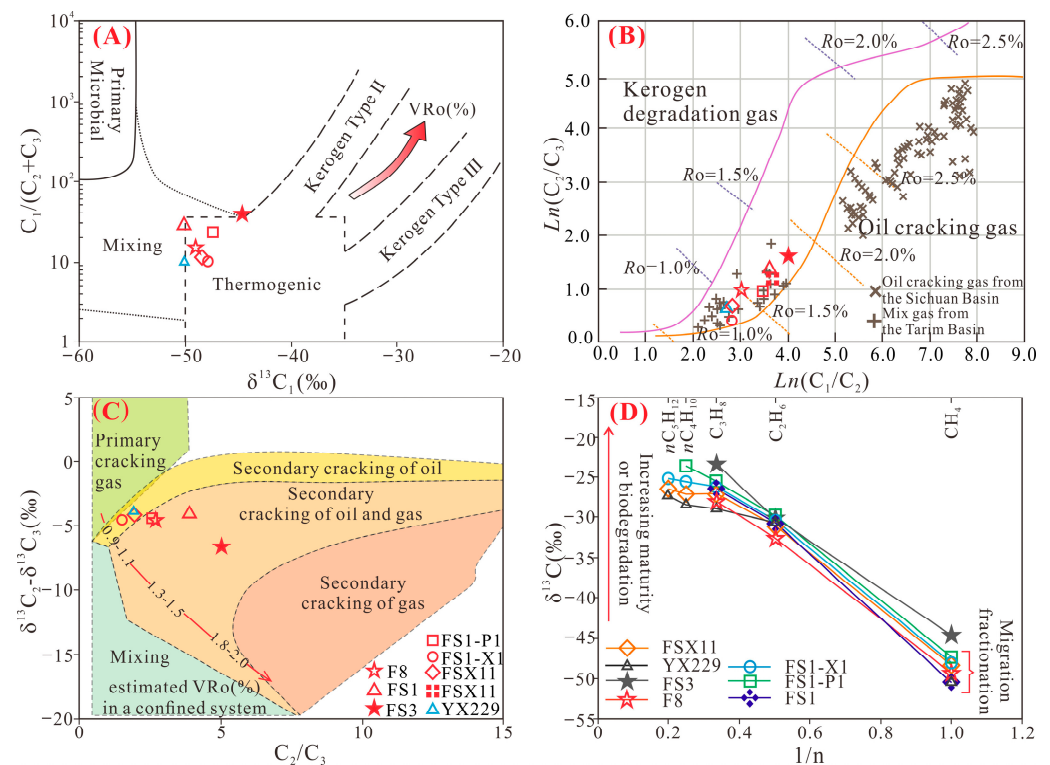 (A)
10⁴
10³
10²
10
1
C₁/(C₂+C₃)
Primary
Microbial
Mixing
Thermogenic
Kerogen Type II
Kerogen Type III
VRo(%)
−60
−50
−40
−30
−20
δ¹³C₁(‰)
(B)
6.0
5.0
4.0
3.0
2.0
1.0
0.0
Ln(C₂/C₃)
Kerogen
degradation gas
Ro=2.0%
Ro=2.5%
Ro=1.5%
Ro−1.0%
Ro=2.5%
Oil cracking gas
Ro=2.0%
Ro=1.5%
Ro=1.0%
Oil cracking gas from
the Sichuan Basin
Mix gas from
the Tarim Basin
0.0
1.0
2.0
3.0
4.0
5.0
6.0
7.0
8.0
9.0
Ln(C₁/C₂)
(C)
5
0
−5
−10
−15
−20
δ¹³C₂-δ¹³C₃(‰)
Primary
cracking
gas
Secondary cracking of oil
Secondary
cracking of oil and gas
Secondary
cracking of gas
0.9-1.1
1.3-1.5
1.8-2.0
Mixing
estimated VRo(%)
in a confined system
F8
FS1
FS3
FS1-P1
FS1-X1
FSX11
FSX11
YX229
0
5
10
15
C₂/C₃
(D)
−15
−20
−25
−30
−35
−40
−45
−50
−55
δ¹³C(‰)
nC₅H₁₂
nC₄H₁₀
C₃H₈
C₂H₆
CH₄
Increasing maturity
or biodegradation
Migration
fractionation
FSX11
YX229
FS3
F8
FS1-X1
FS1-P1
FS1
0.0
0.2
0.4
0.6
0.8
1.0
1.2
1/n